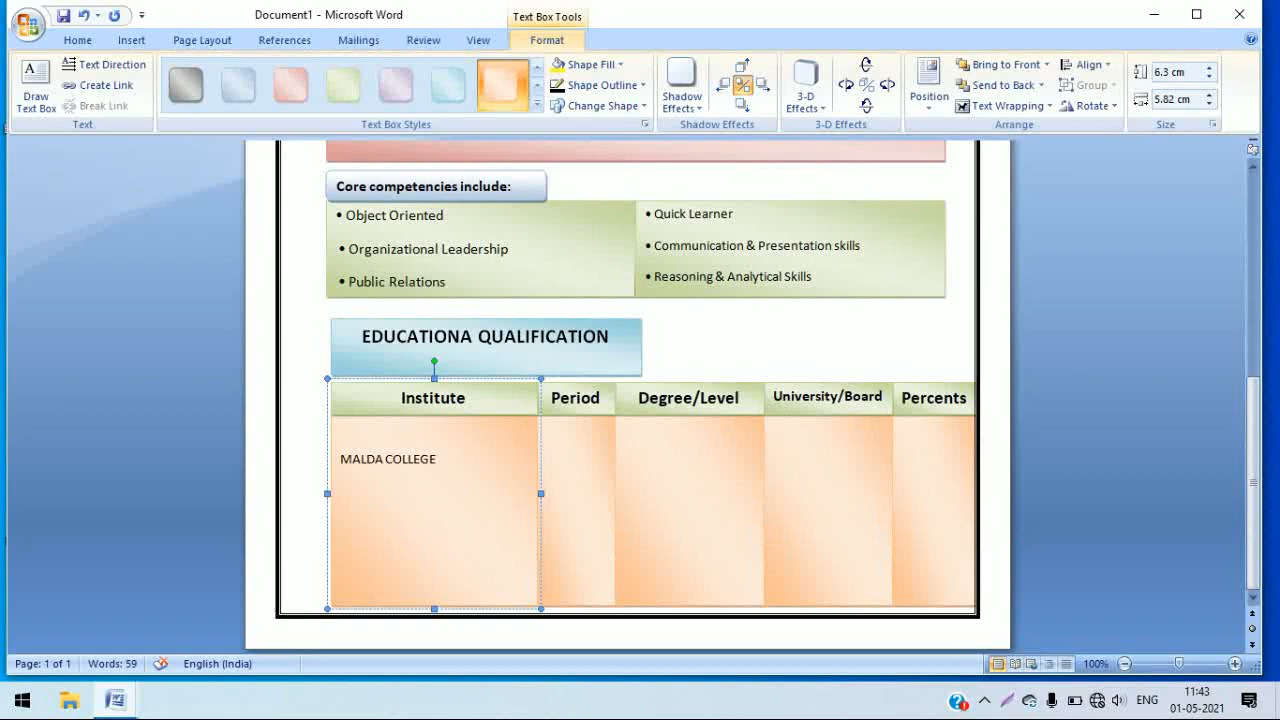 Document1 - Microsoft Word
Text Box Tools
Home Insert Page Layout References Mailings Review View Format
Draw Text Box
Text Direction
Create Link
Break Link
Text
Text Box Styles
Shape Fill
Shape Outline
Change Shape
Shadow Effects
Shadow Effects
3-D Effects
3-D Effects
Position
Bring to Front
Send to Back
Text Wrapping
Align
Group
Rotate
Arrange
6.3 cm
5.82 cm
Size
Core competencies include:
• Object Oriented
• Organizational Leadership
• Public Relations
• Quick Learner
• Communication & Presentation skills
• Reasoning & Analytical Skills
EDUCATIONA QUALIFICATION
Institute Period Degree/Level University/Board Percents
MALDA COLLEGE
Page: 1 of 1 Words: 59 English (India) 100%
ENG
11:43
01-05-2021